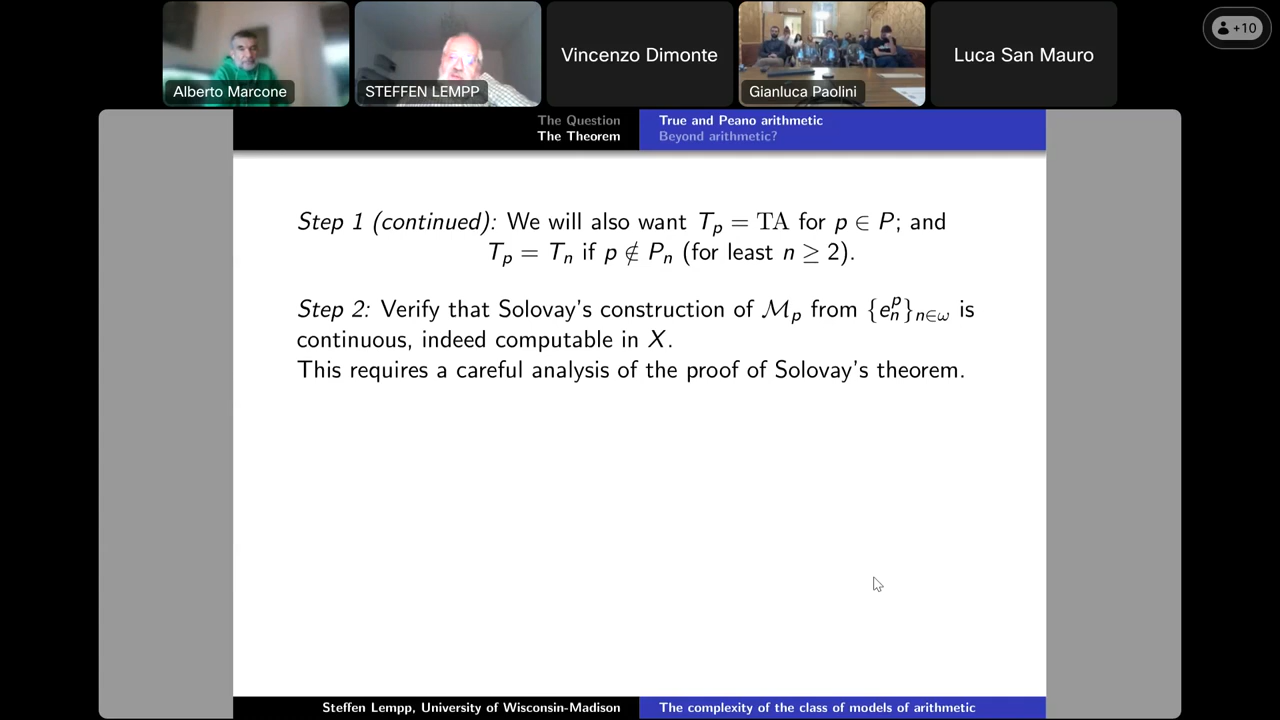 Alberto Marcone
STEFFEN LEMPP
Vincenzo Dimonte
Gianluca Paolini
Luca San Mauro
+10
The Question
The Theorem
True and Peano arithmetic
Beyond arithmetic?
Step 1 (continued): We will also want Tₚ = TA for p ∈ P; and
Tₚ = Tₙ if p ∉ Pₙ (for least n ≥ 2).
Step 2: Verify that Solovay's construction of ℳₚ from {eₙᵖ}ₙ∈ω is
continuous, indeed computable in X.
This requires a careful analysis of the proof of Solovay's theorem.
Steffen Lempp, University of Wisconsin-Madison
The complexity of the class of models of arithmetic